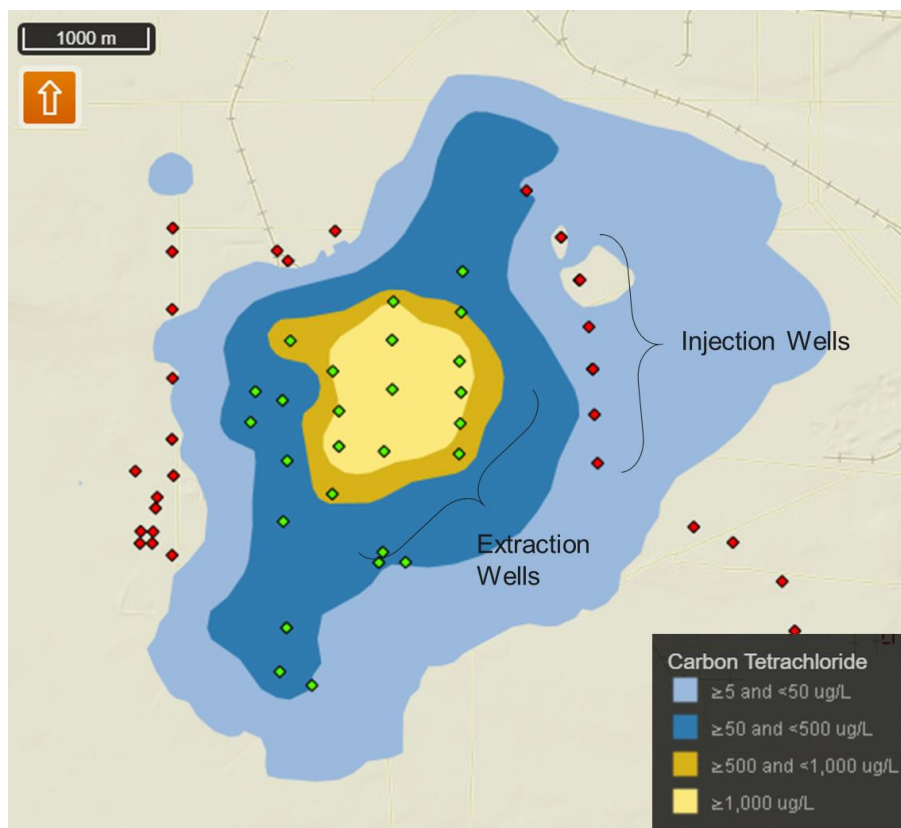 1000 m
Injection Wells
Extraction
Wells
Carbon Tetrachloride
≥5 and <50 ug/L
≥50 and <500 ug/L
≥500 and <1,000 ug/L
≥1,000 ug/L